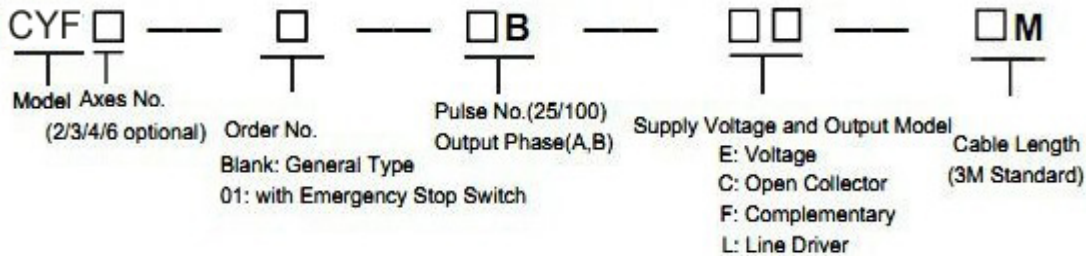 CYF□ —— □ —— □B —— □□ —— □M
Model Axes No.
(2/3/4/6 optional)
Order No.
Blank: General Type
01: with Emergency Stop Switch
Pulse No.(25/100)
Output Phase(A,B)
Supply Voltage and Output Model
E: Voltage
C: Open Collector
F: Complementary
L: Line Driver
Cable Length
(3M Standard)